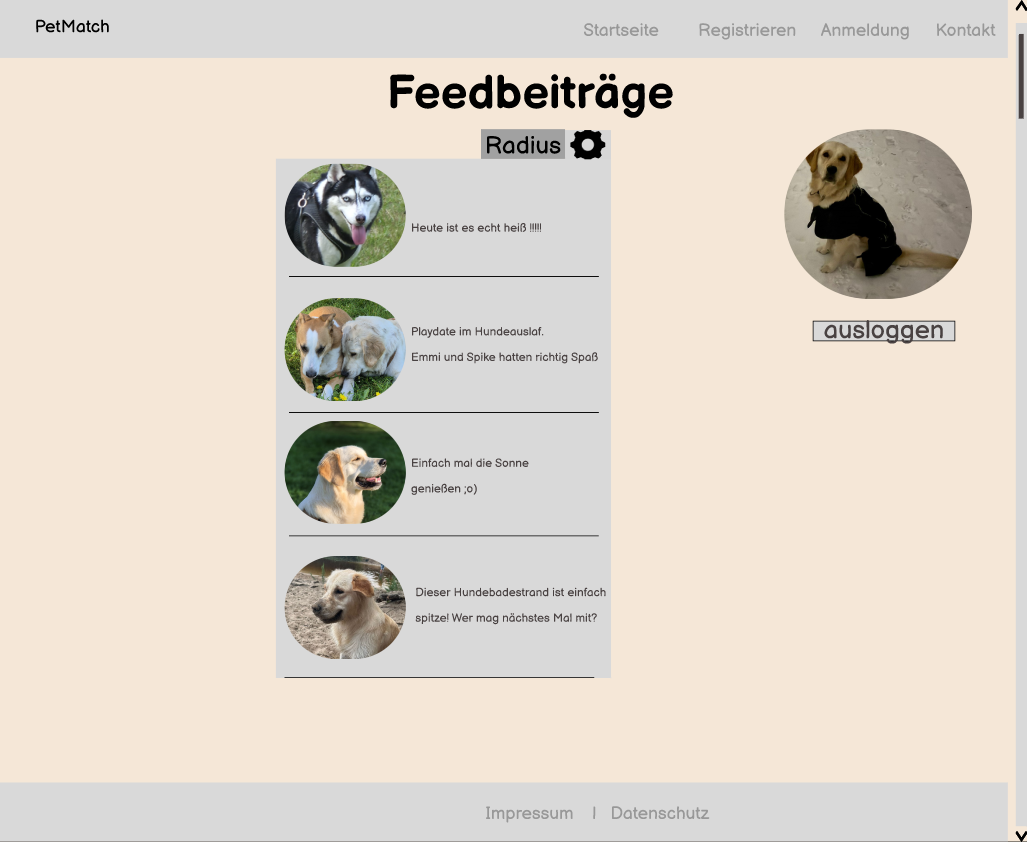 PetMatch
Startseite Registrieren Anmeldung Kontakt
Feedbeiträge
Radius
Heute ist es echt heiß !!!!!
ausloggen
Playdate im Hundeauslaf.
Emmi und Spike hatten richtig Spaß
Einfach mal die Sonne
genießen ;o)
Dieser Hundebadestrand ist einfach
spitze! Wer mag nächstes Mal mit?
Impressum | Datenschutz